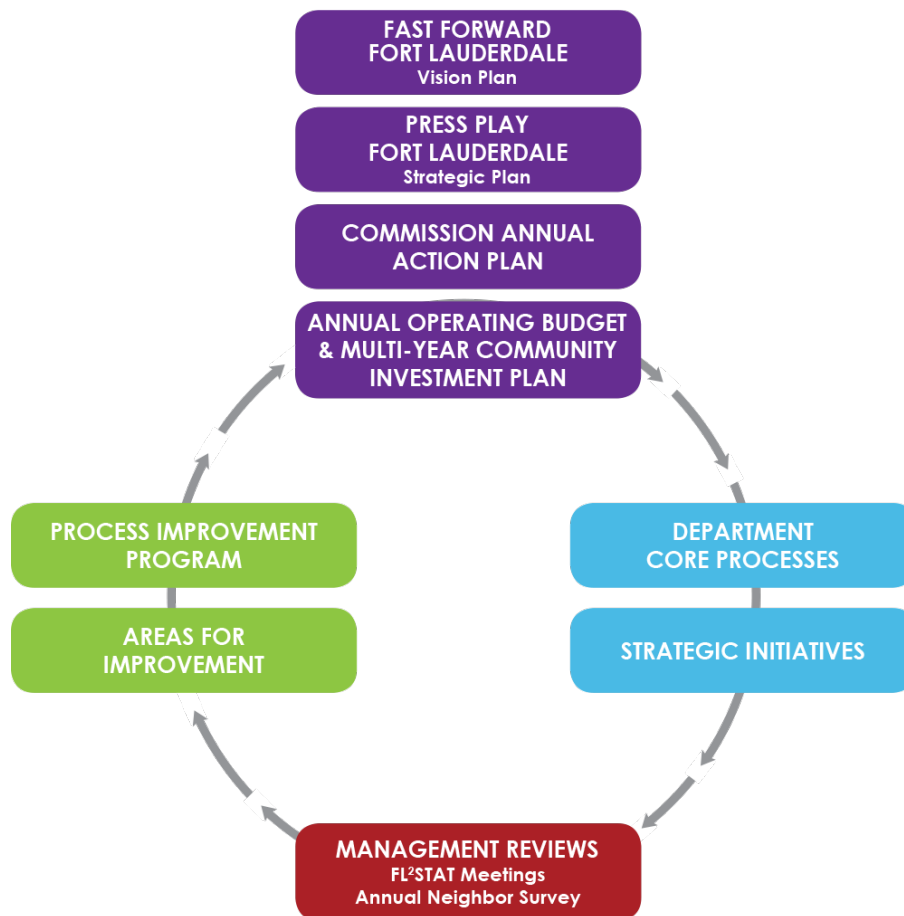 FAST FORWARD
FORT LAUDERDALE
Vision Plan
PRESS PLAY
FORT LAUDERDALE
Strategic Plan
COMMISSION ANNUAL
ACTION PLAN
ANNUAL OPERATING BUDGET
& MULTI-YEAR COMMUNITY
INVESTMENT PLAN
PROCESS IMPROVEMENT
PROGRAM
DEPARTMENT
CORE PROCESSES
AREAS FOR
IMPROVEMENT
STRATEGIC INITIATIVES
MANAGEMENT REVIEWS
FL²STAT Meetings
Annual Neighbor Survey